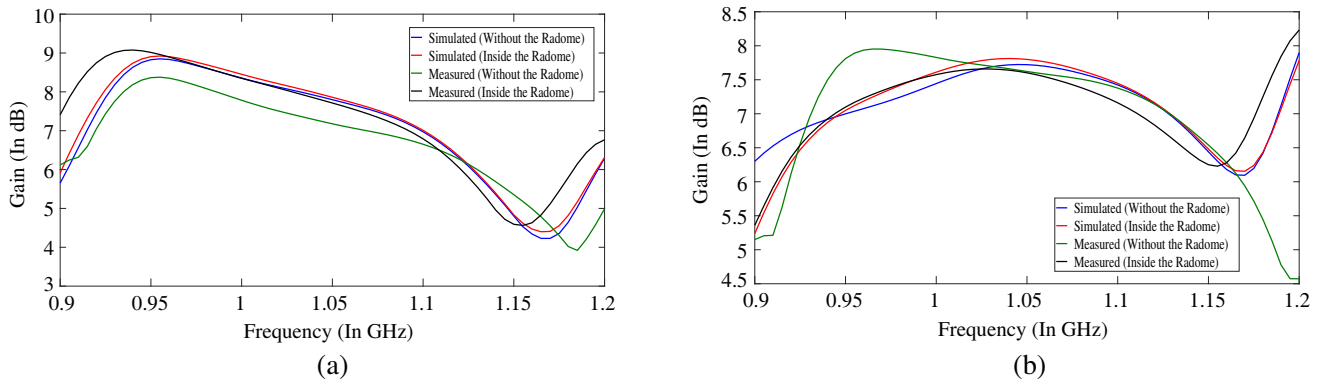 10
9
8
7
6
5
4
3
Gain (In dB)
0.9
0.95
1
1.05
1.1
1.15
1.2
Frequency (In GHz)
Simulated (Without the Radome)
Simulated (Inside the Radome)
Measured (Without the Radome)
Measured (Inside the Radome)
(a)
8.5
8
7.5
7
6.5
6
5.5
5
4.5
Gain (In dB)
0.9
0.95
1
1.05
1.1
1.15
1.2
Frequency (In GHz)
Simulated (Without the Radome)
Simulated (Inside the Radome)
Measured (Without the Radome)
Measured (Inside the Radome)
(b)